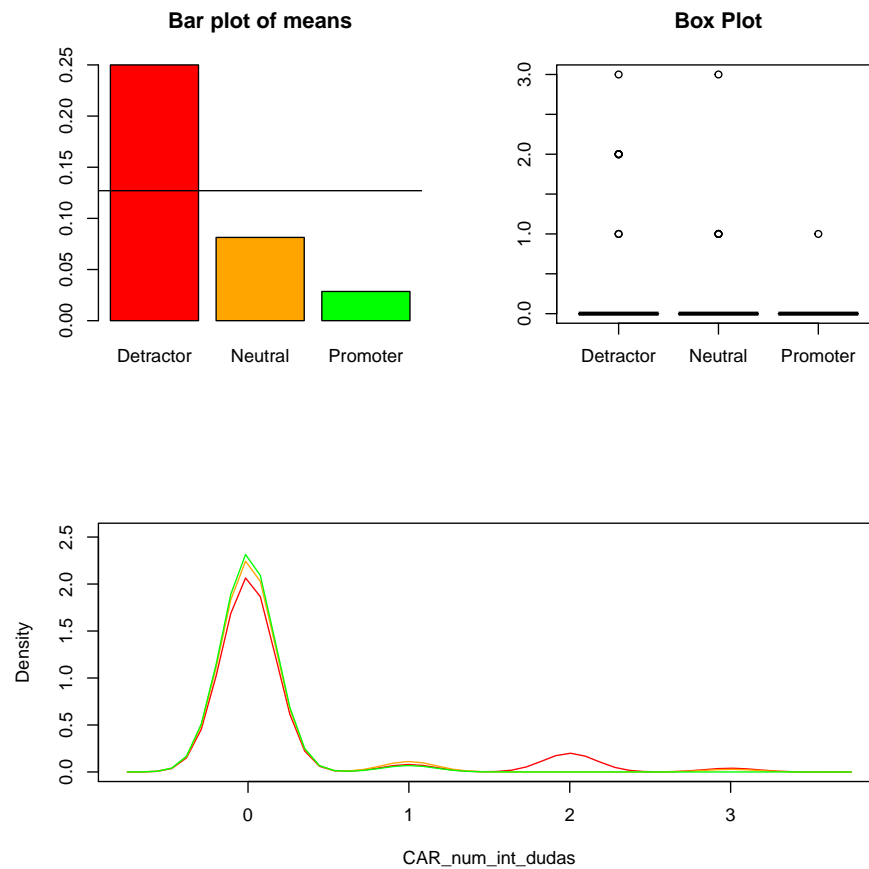 Bar plot of means
0.00 0.05 0.10 0.15 0.20 0.25
Detractor Neutral Promoter
Box Plot
0.0 1.0 2.0 3.0
Detractor Neutral Promoter
Density
0.0 0.5 1.0 1.5 2.0 2.5
0 1 2 3
CAR_num_int_dudas